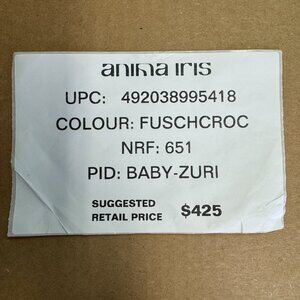 anima iris
UPC: 492038995418
COLOUR: FUSCHCROC
NRF: 651
PID: BABY-ZURI
SUGGESTED
RETAIL PRICE $425